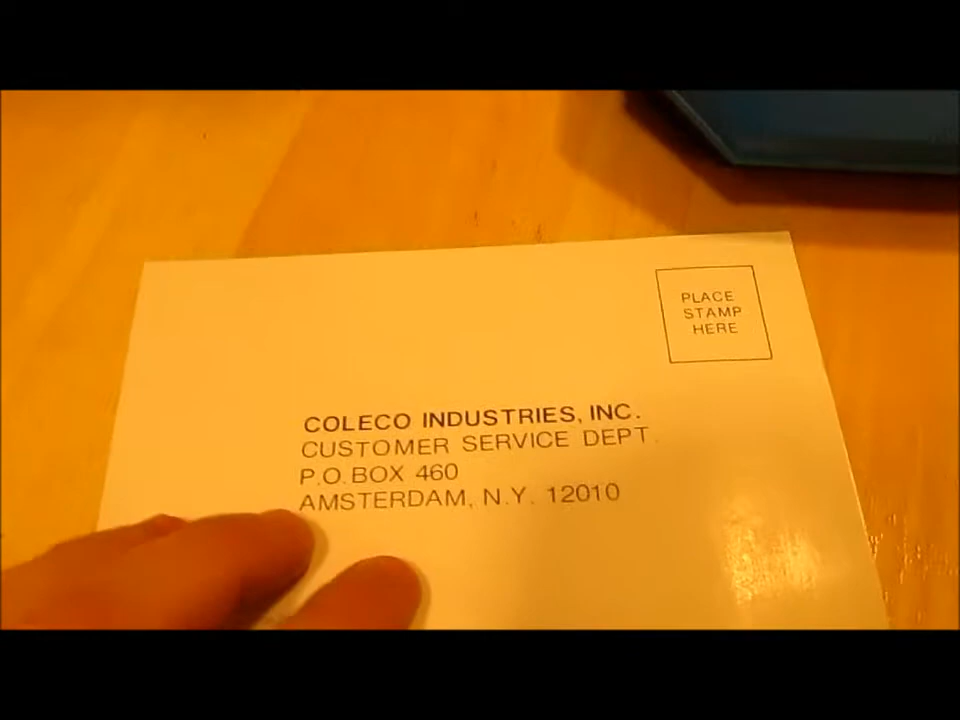 PLACE
STAMP
HERE
COLECO INDUSTRIES, INC.
CUSTOMER SERVICE DEPT.
P.O. BOX 460
AMSTERDAM, N.Y. 12010